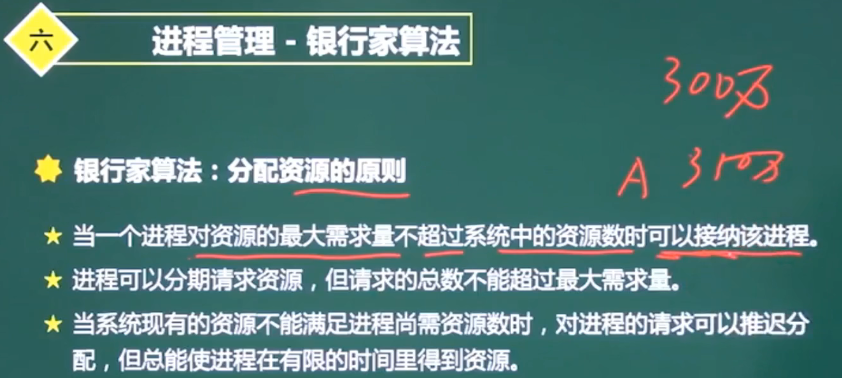 六
进程管理 - 银行家算法
300万
银行家算法：分配资源的原则
A 310万
当一个进程对资源的最大需求量不超过系统中的资源数时可以接纳该进程。
进程可以分期请求资源，但请求的总数不能超过最大需求量。
当系统现有的资源不能满足进程尚需资源数时，对进程的请求可以推迟分
配，但总能使进程在有限的时间里得到资源。